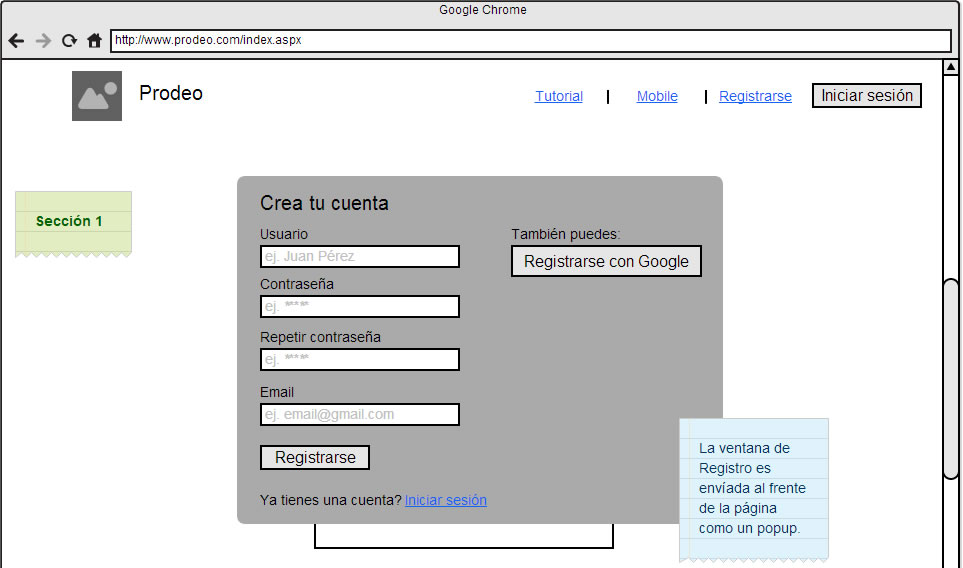 Google Chrome
http://www.prodeo.com/index.aspx
Prodeo
Tutorial
Mobile
Registrarse
Iniciar sesión
Sección 1
Crea tu cuenta
Usuario
ej. Juan Pérez
Contraseña
ej. *****
Repetir contraseña
ej. *****
Email
ej. email@gmail.com
Registrarse
Ya tienes una cuenta? Iniciar sesión
También puedes:
Registrarse con Google
La ventana de
Registro es
envíada al frente
de la página
como un popup.